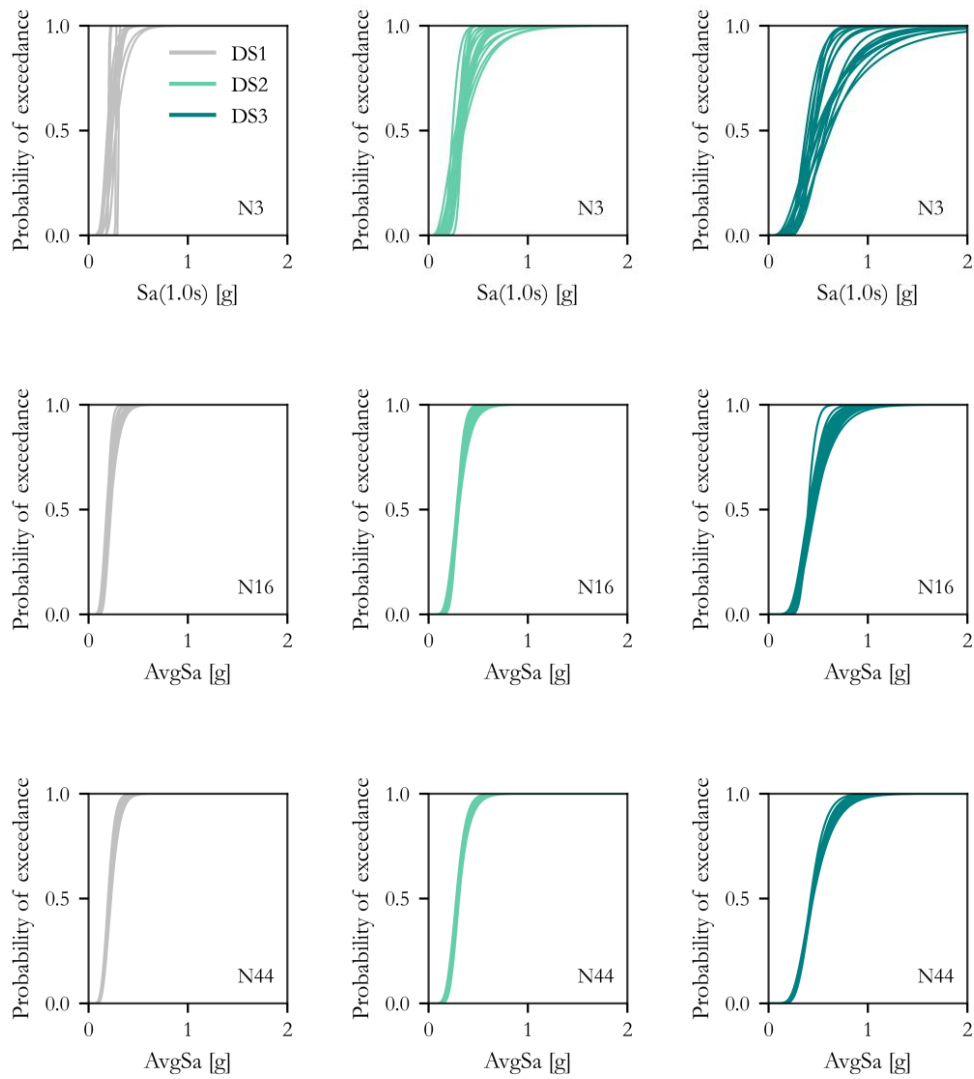 Probability of exceedance
1.0
0.5
0.0
DS1
DS2
DS3
N3
0 1 2
Sa(1.0s) [g]
Probability of exceedance
1.0
0.5
0.0
N3
0 1 2
Sa(1.0s) [g]
Probability of exceedance
1.0
0.5
0.0
N3
0 1 2
Sa(1.0s) [g]
Probability of exceedance
1.0
0.5
0.0
N16
0 1 2
AvgSa [g]
Probability of exceedance
1.0
0.5
0.0
N16
0 1 2
AvgSa [g]
Probability of exceedance
1.0
0.5
0.0
N16
0 1 2
AvgSa [g]
Probability of exceedance
1.0
0.5
0.0
N44
0 1 2
AvgSa [g]
Probability of exceedance
1.0
0.5
0.0
N44
0 1 2
AvgSa [g]
Probability of exceedance
1.0
0.5
0.0
N44
0 1 2
AvgSa [g]